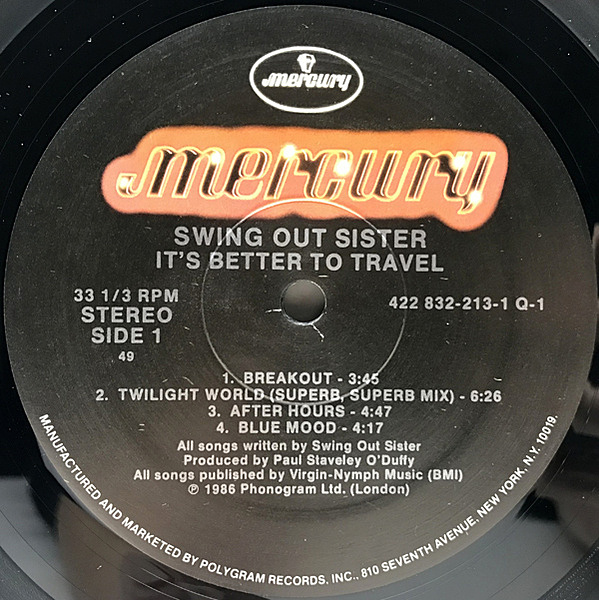 mercury
mercury
SWING OUT SISTER
IT'S BETTER TO TRAVEL
33 1/3 RPM
STEREO
SIDE 1
49
422 832-213-1 Q-1
1. BREAKOUT - 3:45
2. TWILIGHT WORLD (SUPERB, SUPERB MIX) - 6:26
3. AFTER HOURS - 4:47
4. BLUE MOOD - 4:17
All songs written by Swing Out Sister
Produced by Paul Staveley O'Duffy
All songs published by Virgin-Nymph Music (BMI)
℗ 1986 Phonogram Ltd. (London)
MANUFACTURED AND MARKETED BY POLYGRAM RECORDS, INC., 810 SEVENTH AVENUE, NEW YORK, N.Y. 10019.